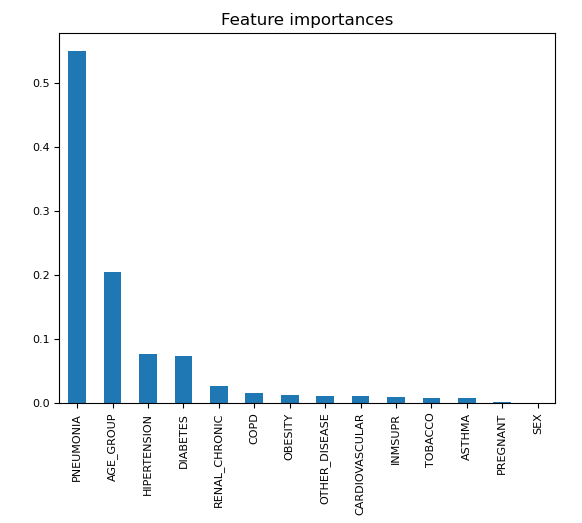 Feature importances
0.5
0.4
0.3
0.2
0.1
0.0
PNEUMONIA
AGE_GROUP
HIPERTENSION
DIABETES
RENAL_CHRONIC
COPD
OBESITY
OTHER_DISEASE
CARDIOVASCULAR
INMSUPR
TOBACCO
ASTHMA
PREGNANT
SEX